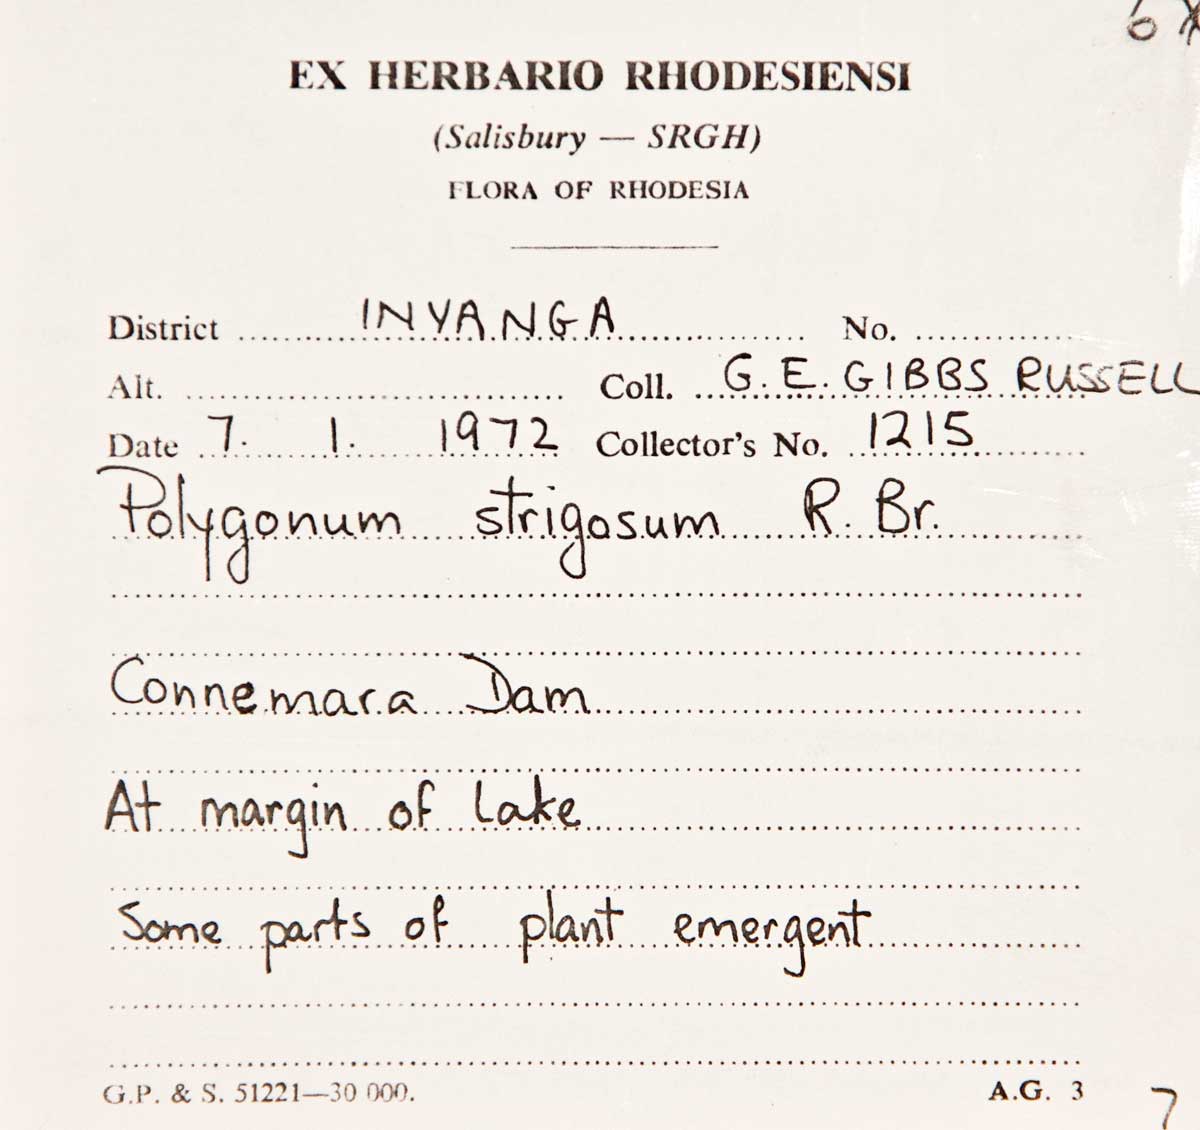 EX HERBARIO RHODESIENSI
(Salisbury — SRGH)
FLORA OF RHODESIA
District INYANGA No.
Alt. Coll. G. E. GIBBS RUSSELL
Date 7. 1. 1972 Collector's No. 1215
Polygonum strigosum R. Br.
Connemara Dam
At margin of lake
Some parts of plant emergent
G.P. & S. 51221—30 000. A.G. 3
7